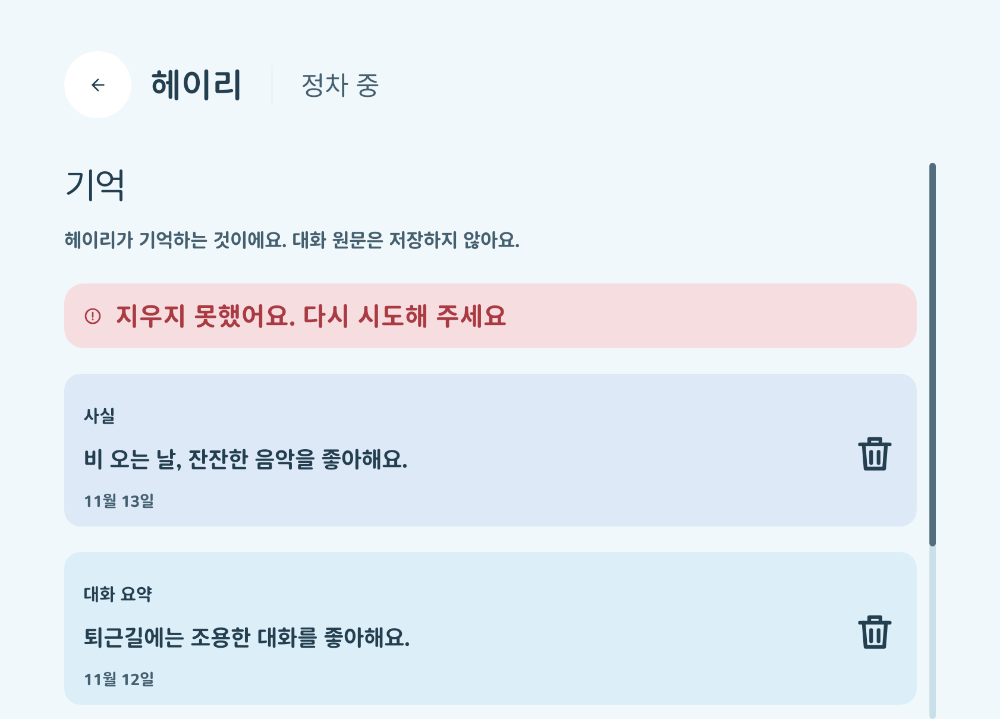 헤이리
정차 중
기억
헤이리가 기억하는 것이에요. 대화 원문은 저장하지 않아요.
지우지 못했어요. 다시 시도해 주세요
사실
비 오는 날, 잔잔한 음악을 좋아해요.
11월 13일
대화 요약
퇴근길에는 조용한 대화를 좋아해요.
11월 12일